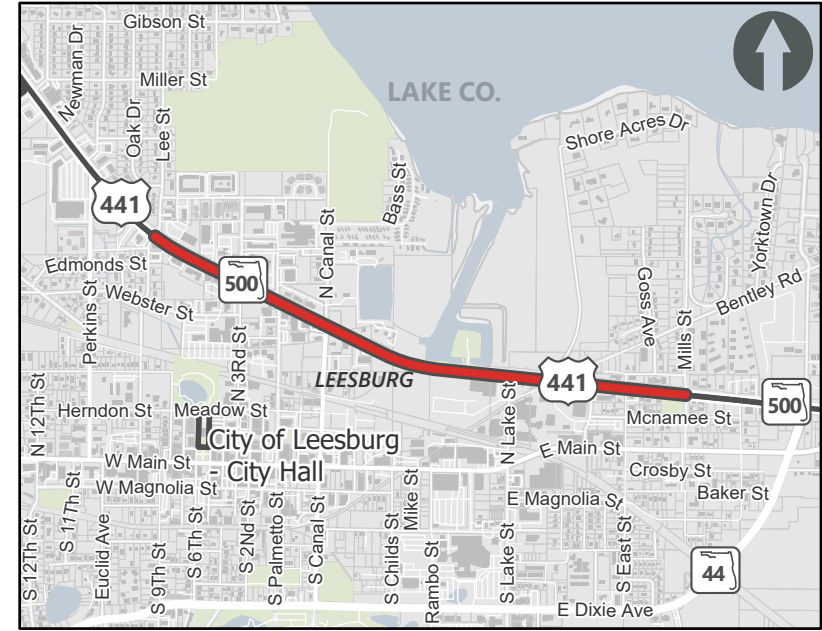 Gibson St
Newman Dr
Miller St
LAKE CO.
Oak Dr
Lee St
Shore Acres Dr
Bass St
441
N Canal St
Yorktown Dr
Edmonds St
500
Goss Ave
Bentley Rd
Webster St
Perkins St
Mills St
N 3Rd St
LEESBURG
441
500
N 12Th St
Herndon St
Meadow St
N Lake St
Mcnamee St
City of Leesburg
- City Hall
E Main St
W Main St
Crosby St
W Magnolia St
Mike St
E Magnolia St
Baker St
S 11Th St
S 12Th St
Euclid Ave
S 9Th St
S 6Th St
S 2Nd St
S Palmetto St
S Canal St
S Childs St
Rambo St
S Lake St
S East St
44
E Dixie Ave